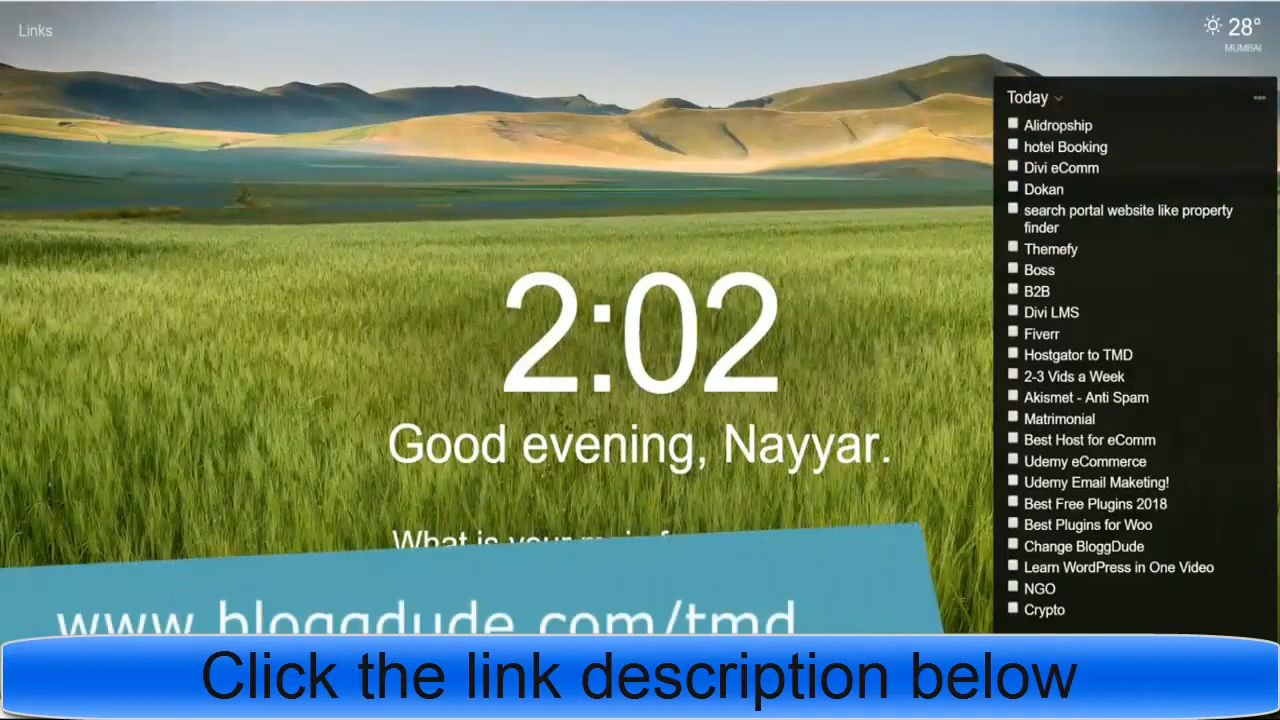 Links
28°
MUMBAI
Today
Alidropship
hotel Booking
Divi eComm
Dokan
search portal website like property
finder
Themefy
Boss
B2B
Divi LMS
Fiverr
Hostgator to TMD
2-3 Vids a Week
Akismet - Anti Spam
Matrimonial
Best Host for eComm
Udemy eCommerce
Udemy Email Maketing!
Best Free Plugins 2018
Best Plugins for Woo
Change BloggDude
Learn WordPress in One Video
NGO
Crypto
2:02
Good evening, Nayyar.
What is your
www.bloggdude.com/tmd
Click the link description below